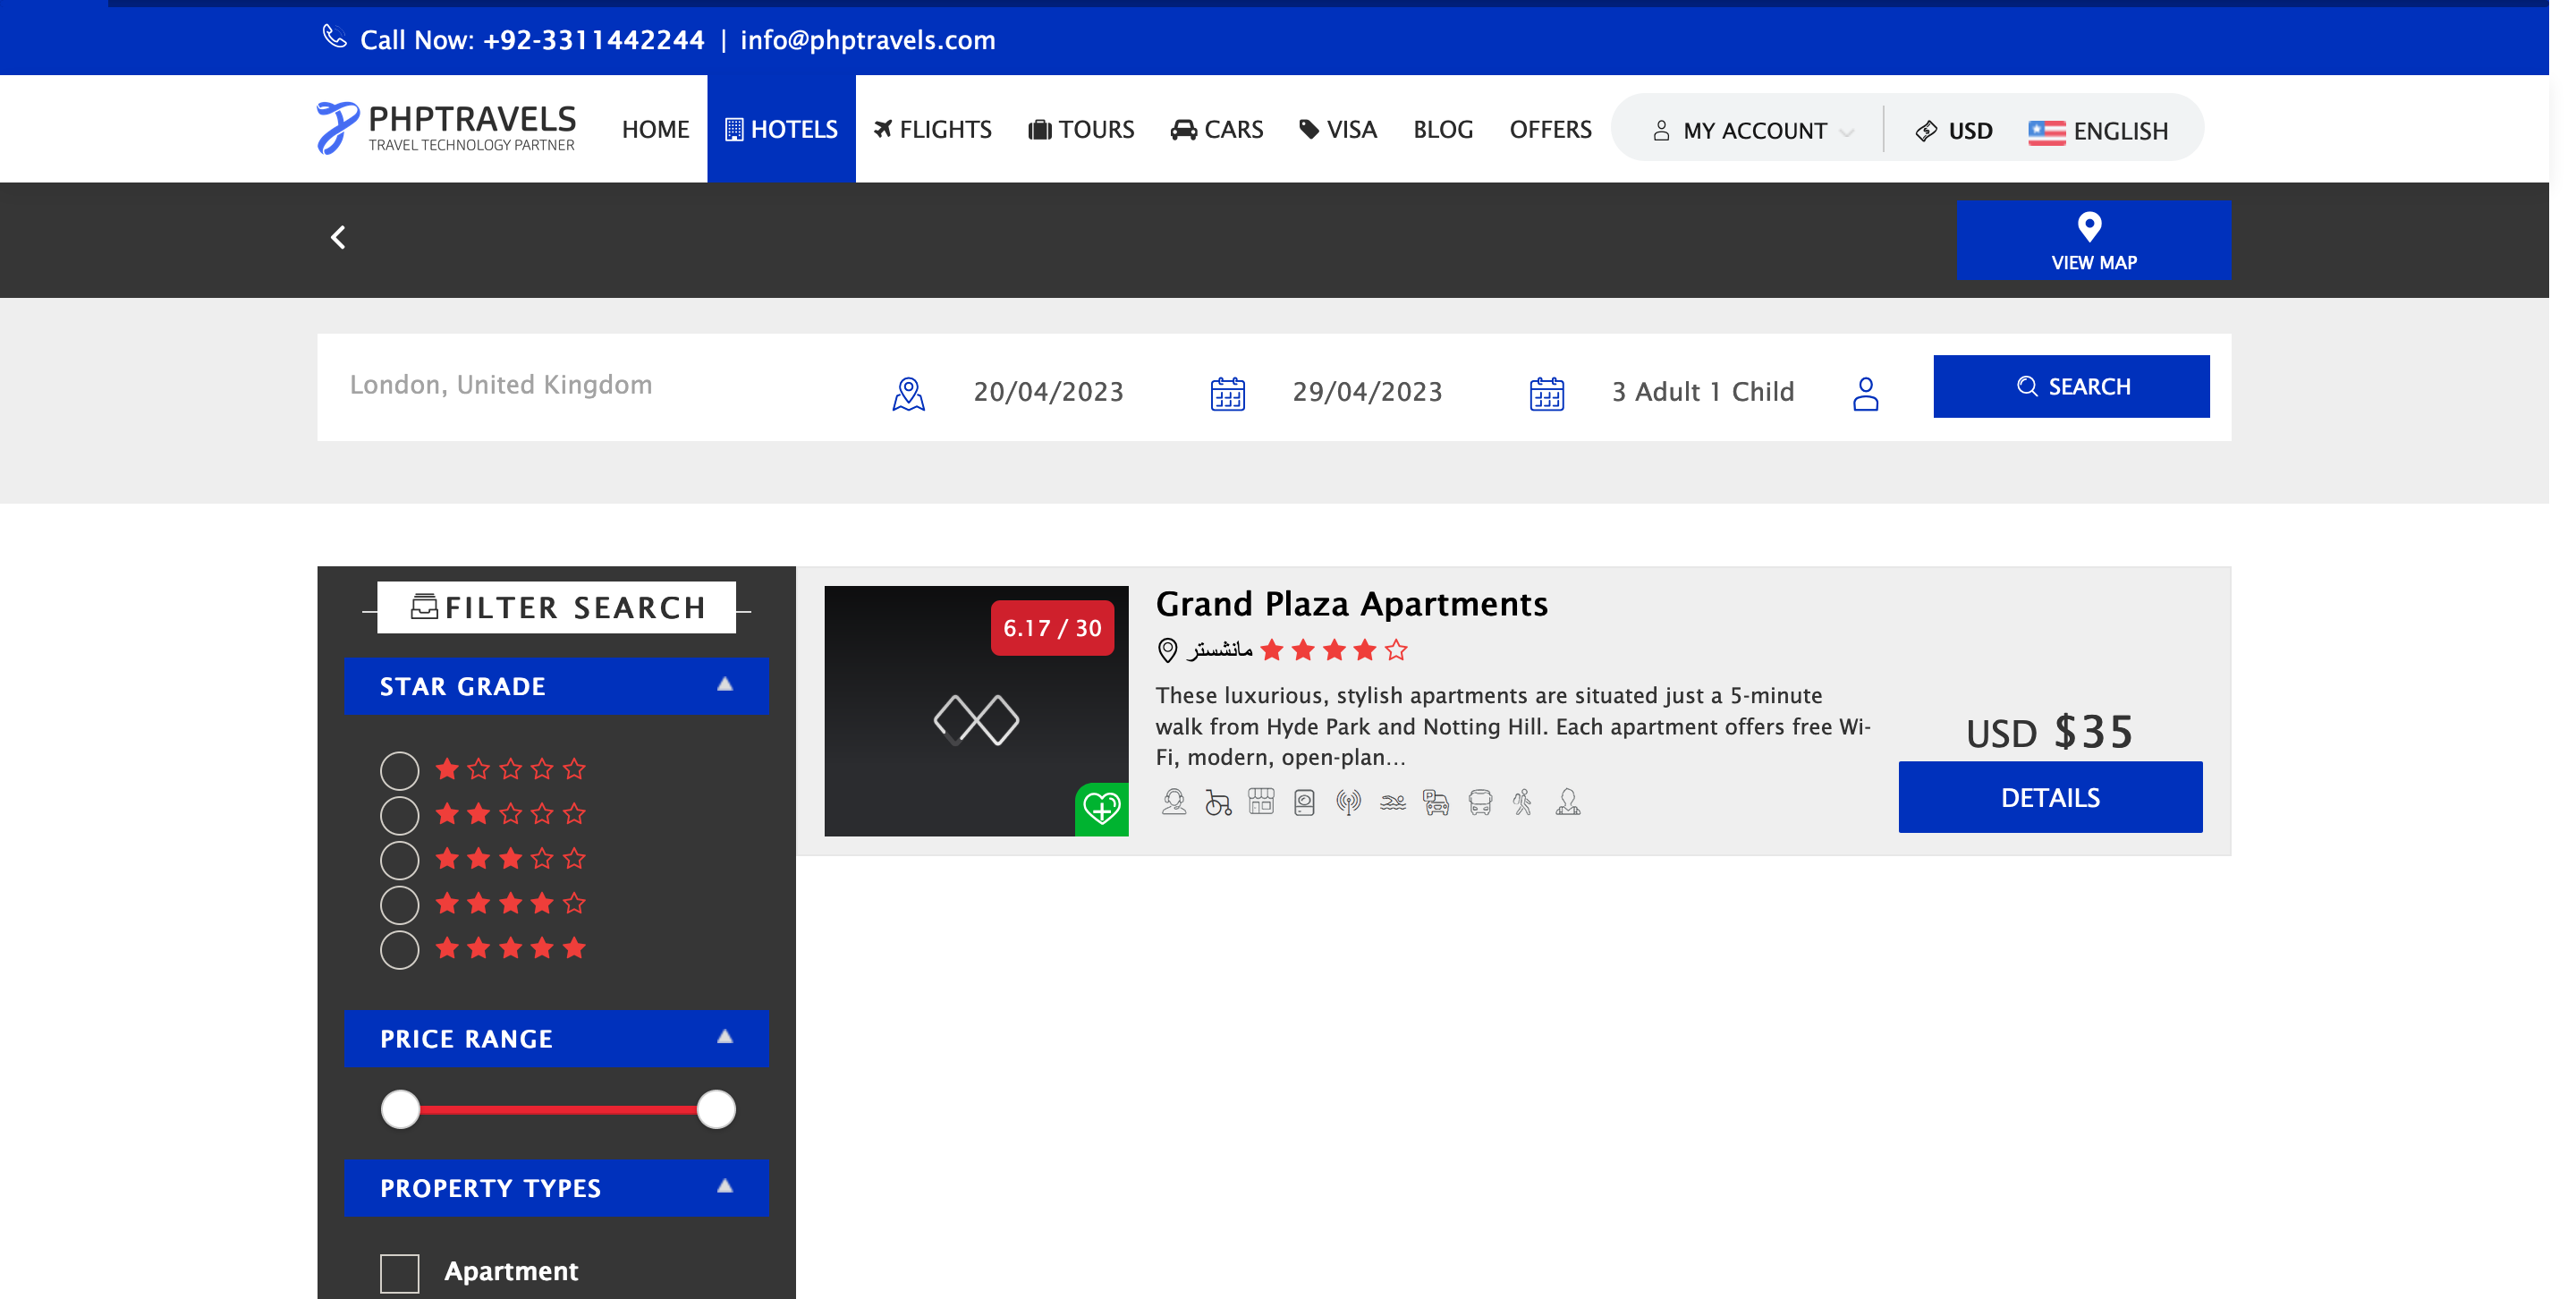 Call Now: +92-3311442244 | info@phptravels.com
PHPTRAVELS
TRAVEL TECHNOLOGY PARTNER
HOME HOTELS FLIGHTS TOURS CARS VISA BLOG OFFERS MY ACCOUNT USD ENGLISH
VIEW MAP
London, United Kingdom 20/04/2023 29/04/2023 3 Adult 1 Child SEARCH
FILTER SEARCH
STAR GRADE
PRICE RANGE
PROPERTY TYPES
Apartment
6.17 / 30
Grand Plaza Apartments
مانشستر
These luxurious, stylish apartments are situated just a 5-minute
walk from Hyde Park and Notting Hill. Each apartment offers free Wi-
Fi, modern, open-plan...
USD $35
DETAILS